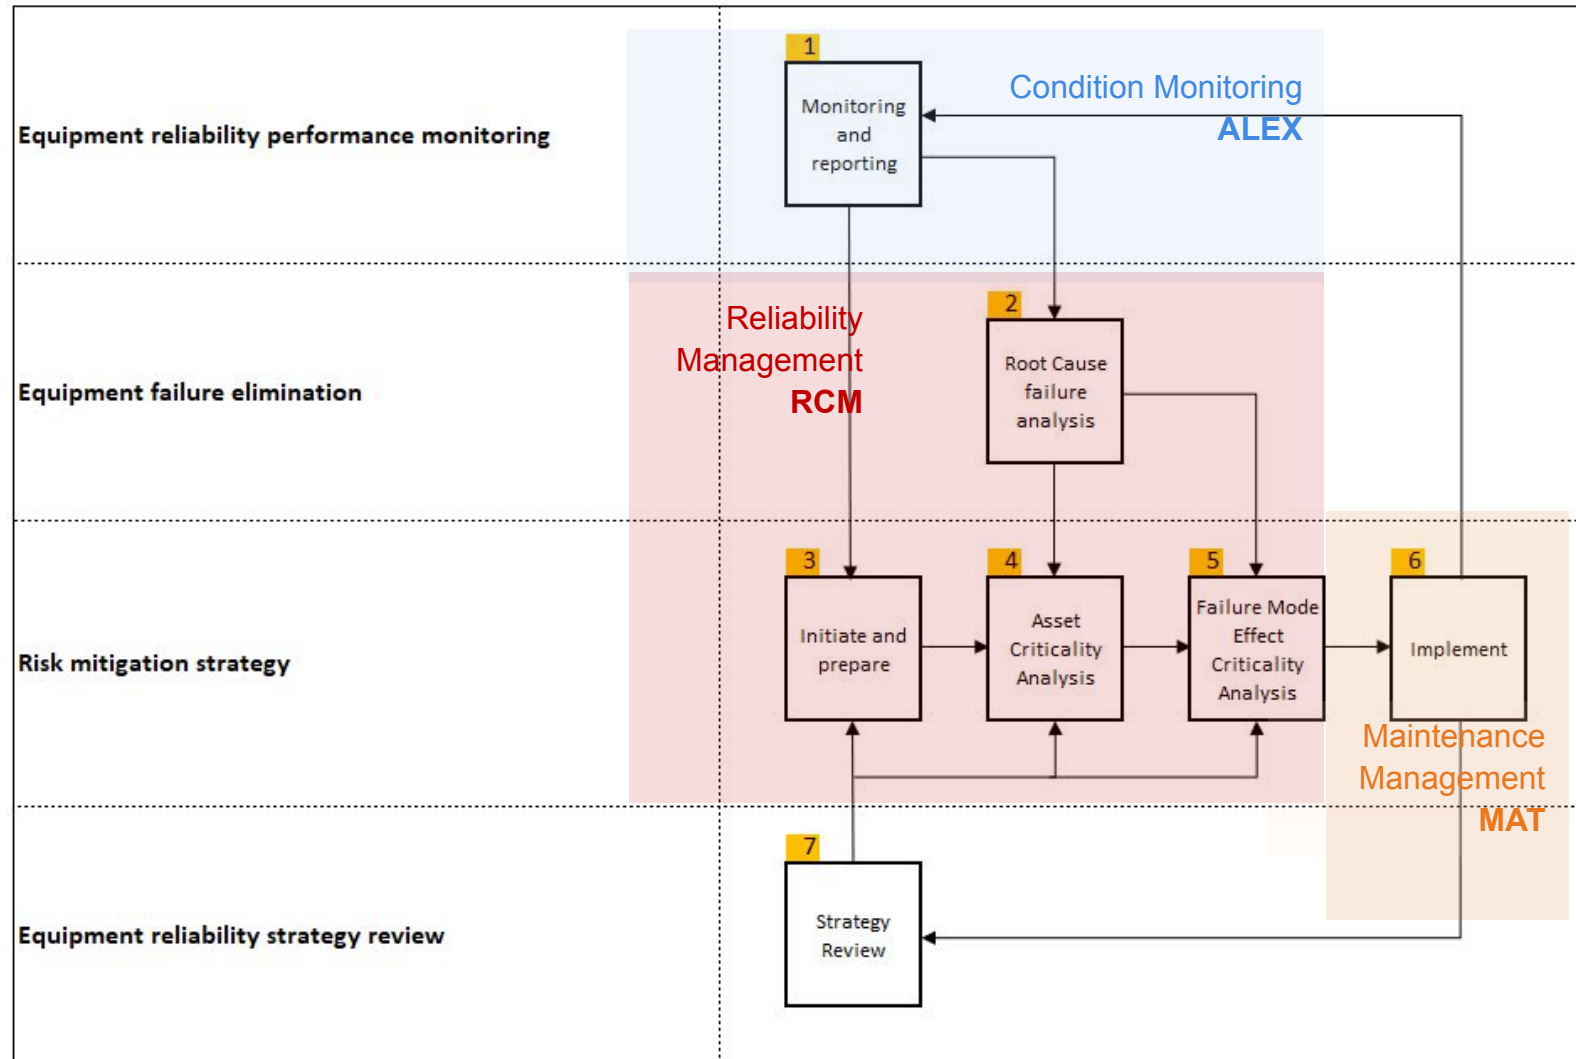 1
Monitoring
and
reporting
Condition Monitoring
ALEX
Equipment reliability performance monitoring
2
Root Cause
failure
analysis
Reliability
Management
RCM
Equipment failure elimination
3
Initiate and
prepare
4
Asset
Criticality
Analysis
5
Failure Mode
Effect
Criticality
Analysis
6
Implement
Risk mitigation strategy
Maintenance
Management
MAT
7
Strategy
Review
Equipment reliability strategy review